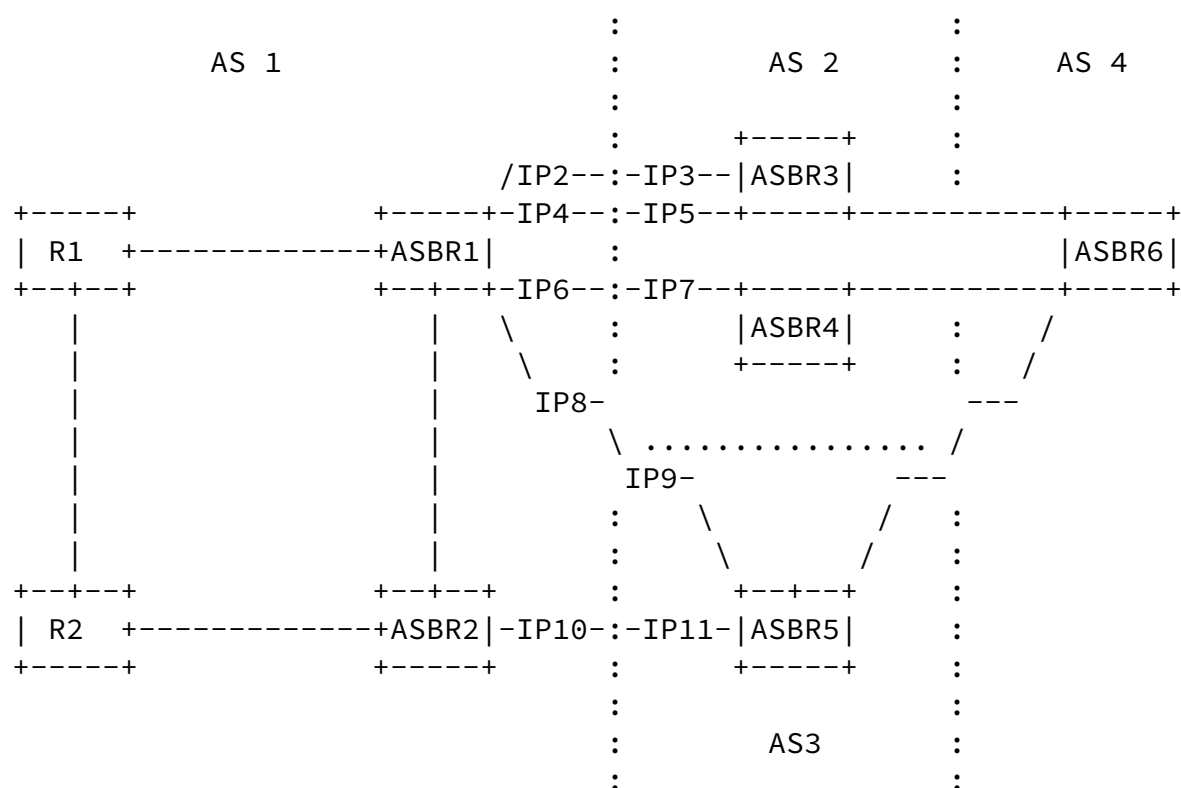 AS 1 AS 2 AS 4
IP2 IP3 ASBR3
IP4 IP5
R1 ASBR1 ASBR6
IP6 IP7
ASBR4
IP8
IP9
R2 ASBR2 IP10 IP11 ASBR5
AS3